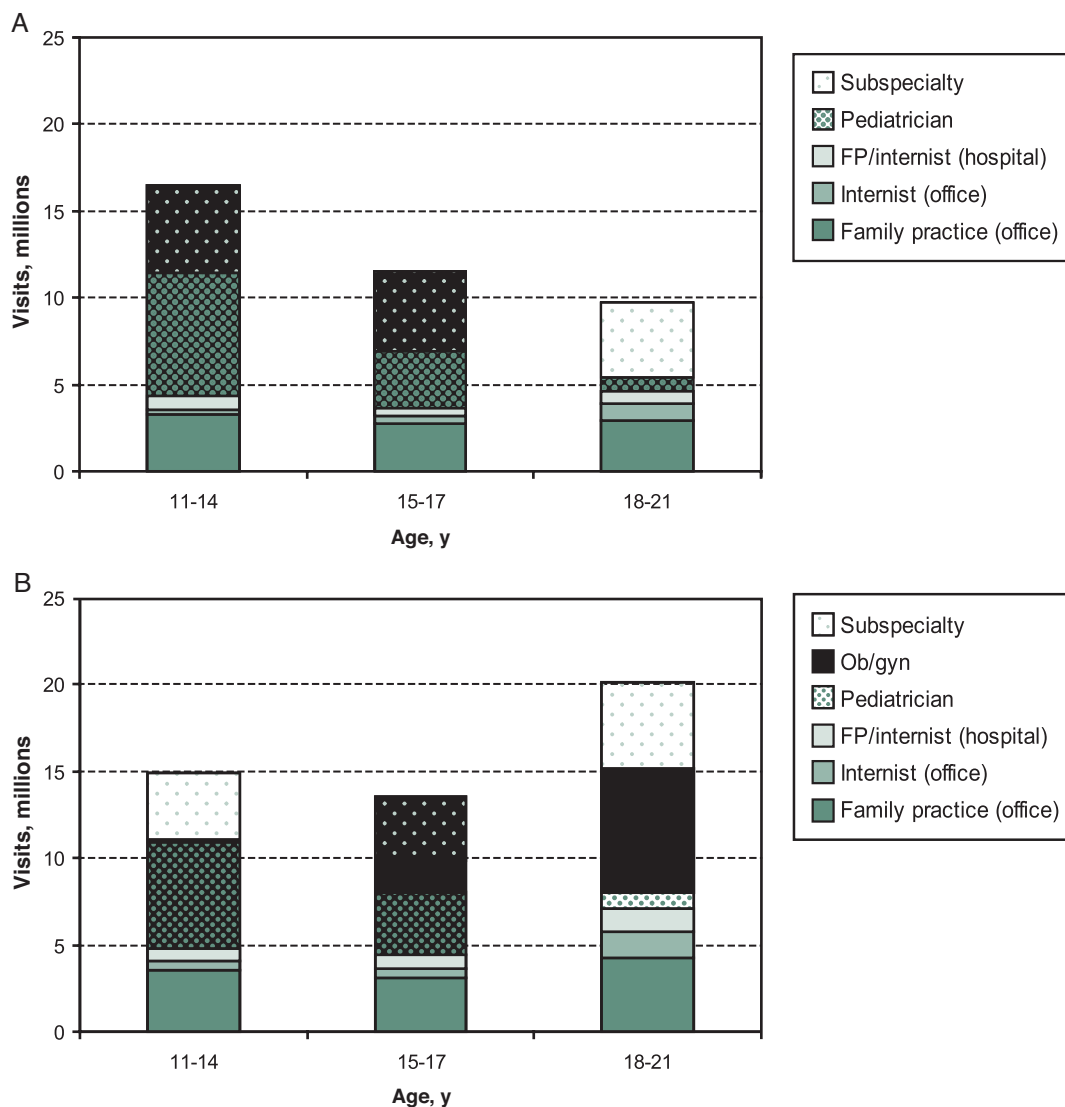 A
25
20
15
10
5
0
Visits, millions
11-14
15-17
18-21
Age, y
Subspecialty
Pediatrician
FP/internist (hospital)
Internist (office)
Family practice (office)
B
25
20
15
10
5
0
Visits, millions
11-14
15-17
18-21
Age, y
Subspecialty
Ob/gyn
Pediatrician
FP/internist (hospital)
Internist (office)
Family practice (office)